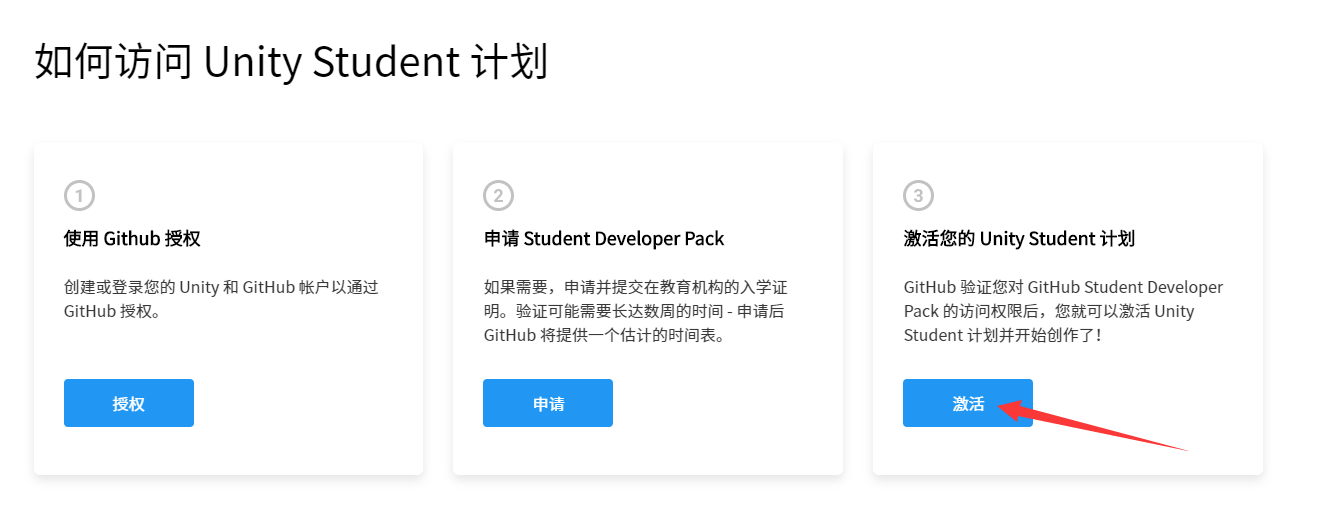 如何访问 Unity Student 计划
1
使用 Github 授权
创建或登录您的 Unity 和 GitHub 帐户以通过
GitHub 授权。
授权
2
申请 Student Developer Pack
如果需要，申请并提交在教育机构的入学证
明。验证可能需要长达数周的时间 - 申请后
GitHub 将提供一个估计的时间表。
申请
3
激活您的 Unity Student 计划
GitHub 验证您对 GitHub Student Developer
Pack 的访问权限后，您就可以激活 Unity
Student 计划并开始创作了！
激活